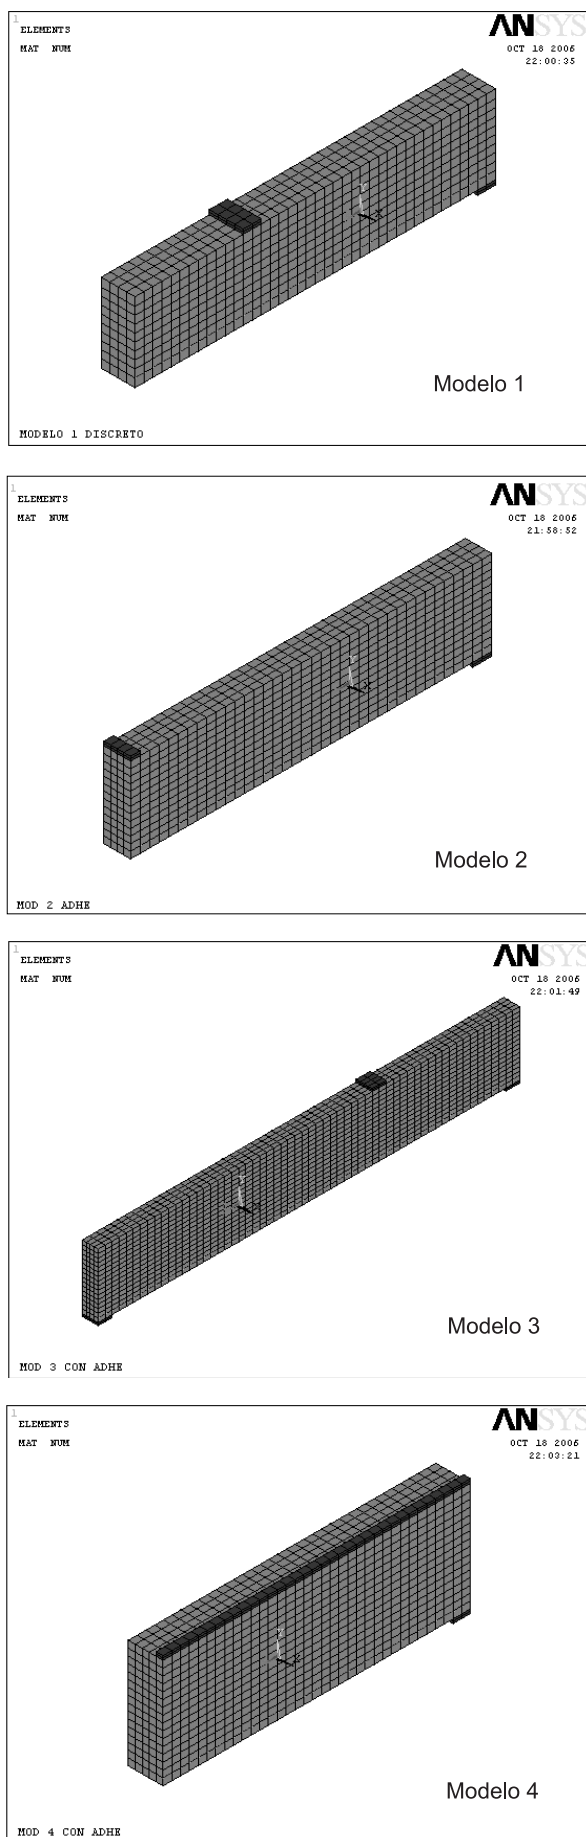 1
ELEMENTS
MAT NUM
ANSYS
OCT 18 2006
22:00:35
Y
X
Modelo 1
MODELO 1 DISCRETO
1
ELEMENTS
MAT NUM
ANSYS
OCT 18 2006
21:58:52
X
Modelo 2
MOD 2 ADHE
1
ELEMENTS
MAT NUM
ANSYS
OCT 18 2006
22:01:49
Modelo 3
MOD 3 CON ADHE
1
ELEMENTS
MAT NUM
ANSYS
OCT 18 2006
22:03:21
Modelo 4
MOD 4 CON ADHE